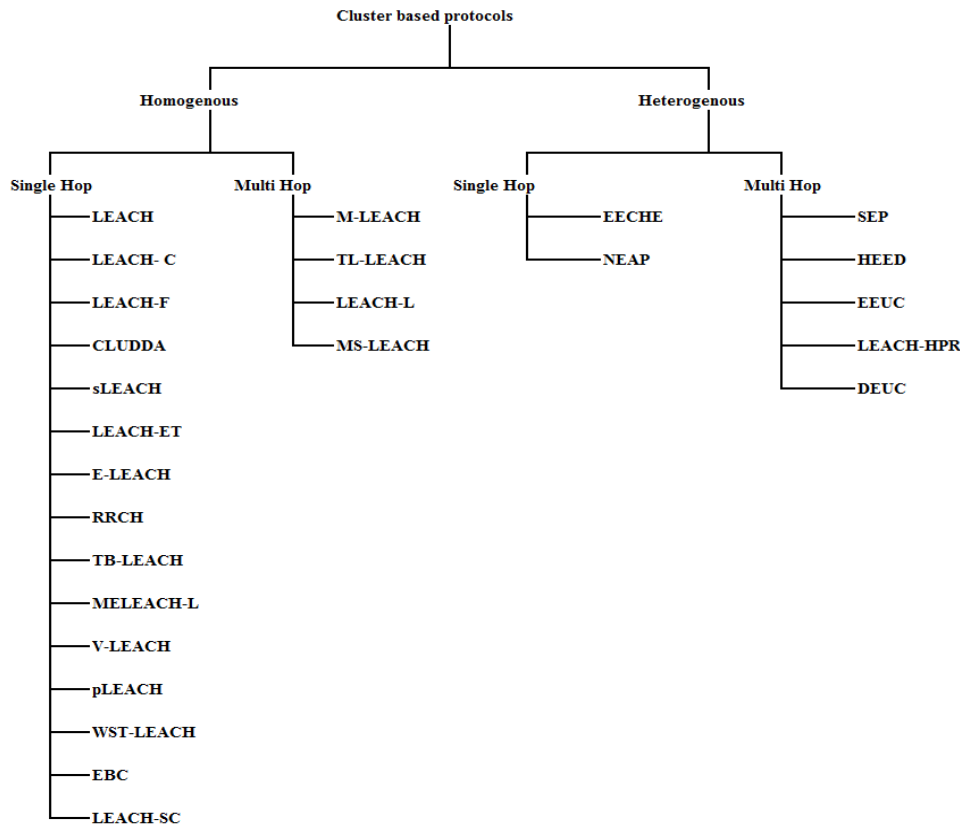 Cluster based protocols
Homogenous
Heterogenous
Single Hop
Multi Hop
Single Hop
Multi Hop
LEACH
LEACH- C
LEACH-F
CLUDDA
sLEACH
LEACH-ET
E-LEACH
RRCH
TB-LEACH
MELEACH-L
V-LEACH
pLEACH
WST-LEACH
EBC
LEACH-SC
M-LEACH
TL-LEACH
LEACH-L
MS-LEACH
EECHE
NEAP
SEP
HEED
EEUC
LEACH-HPR
DEUC